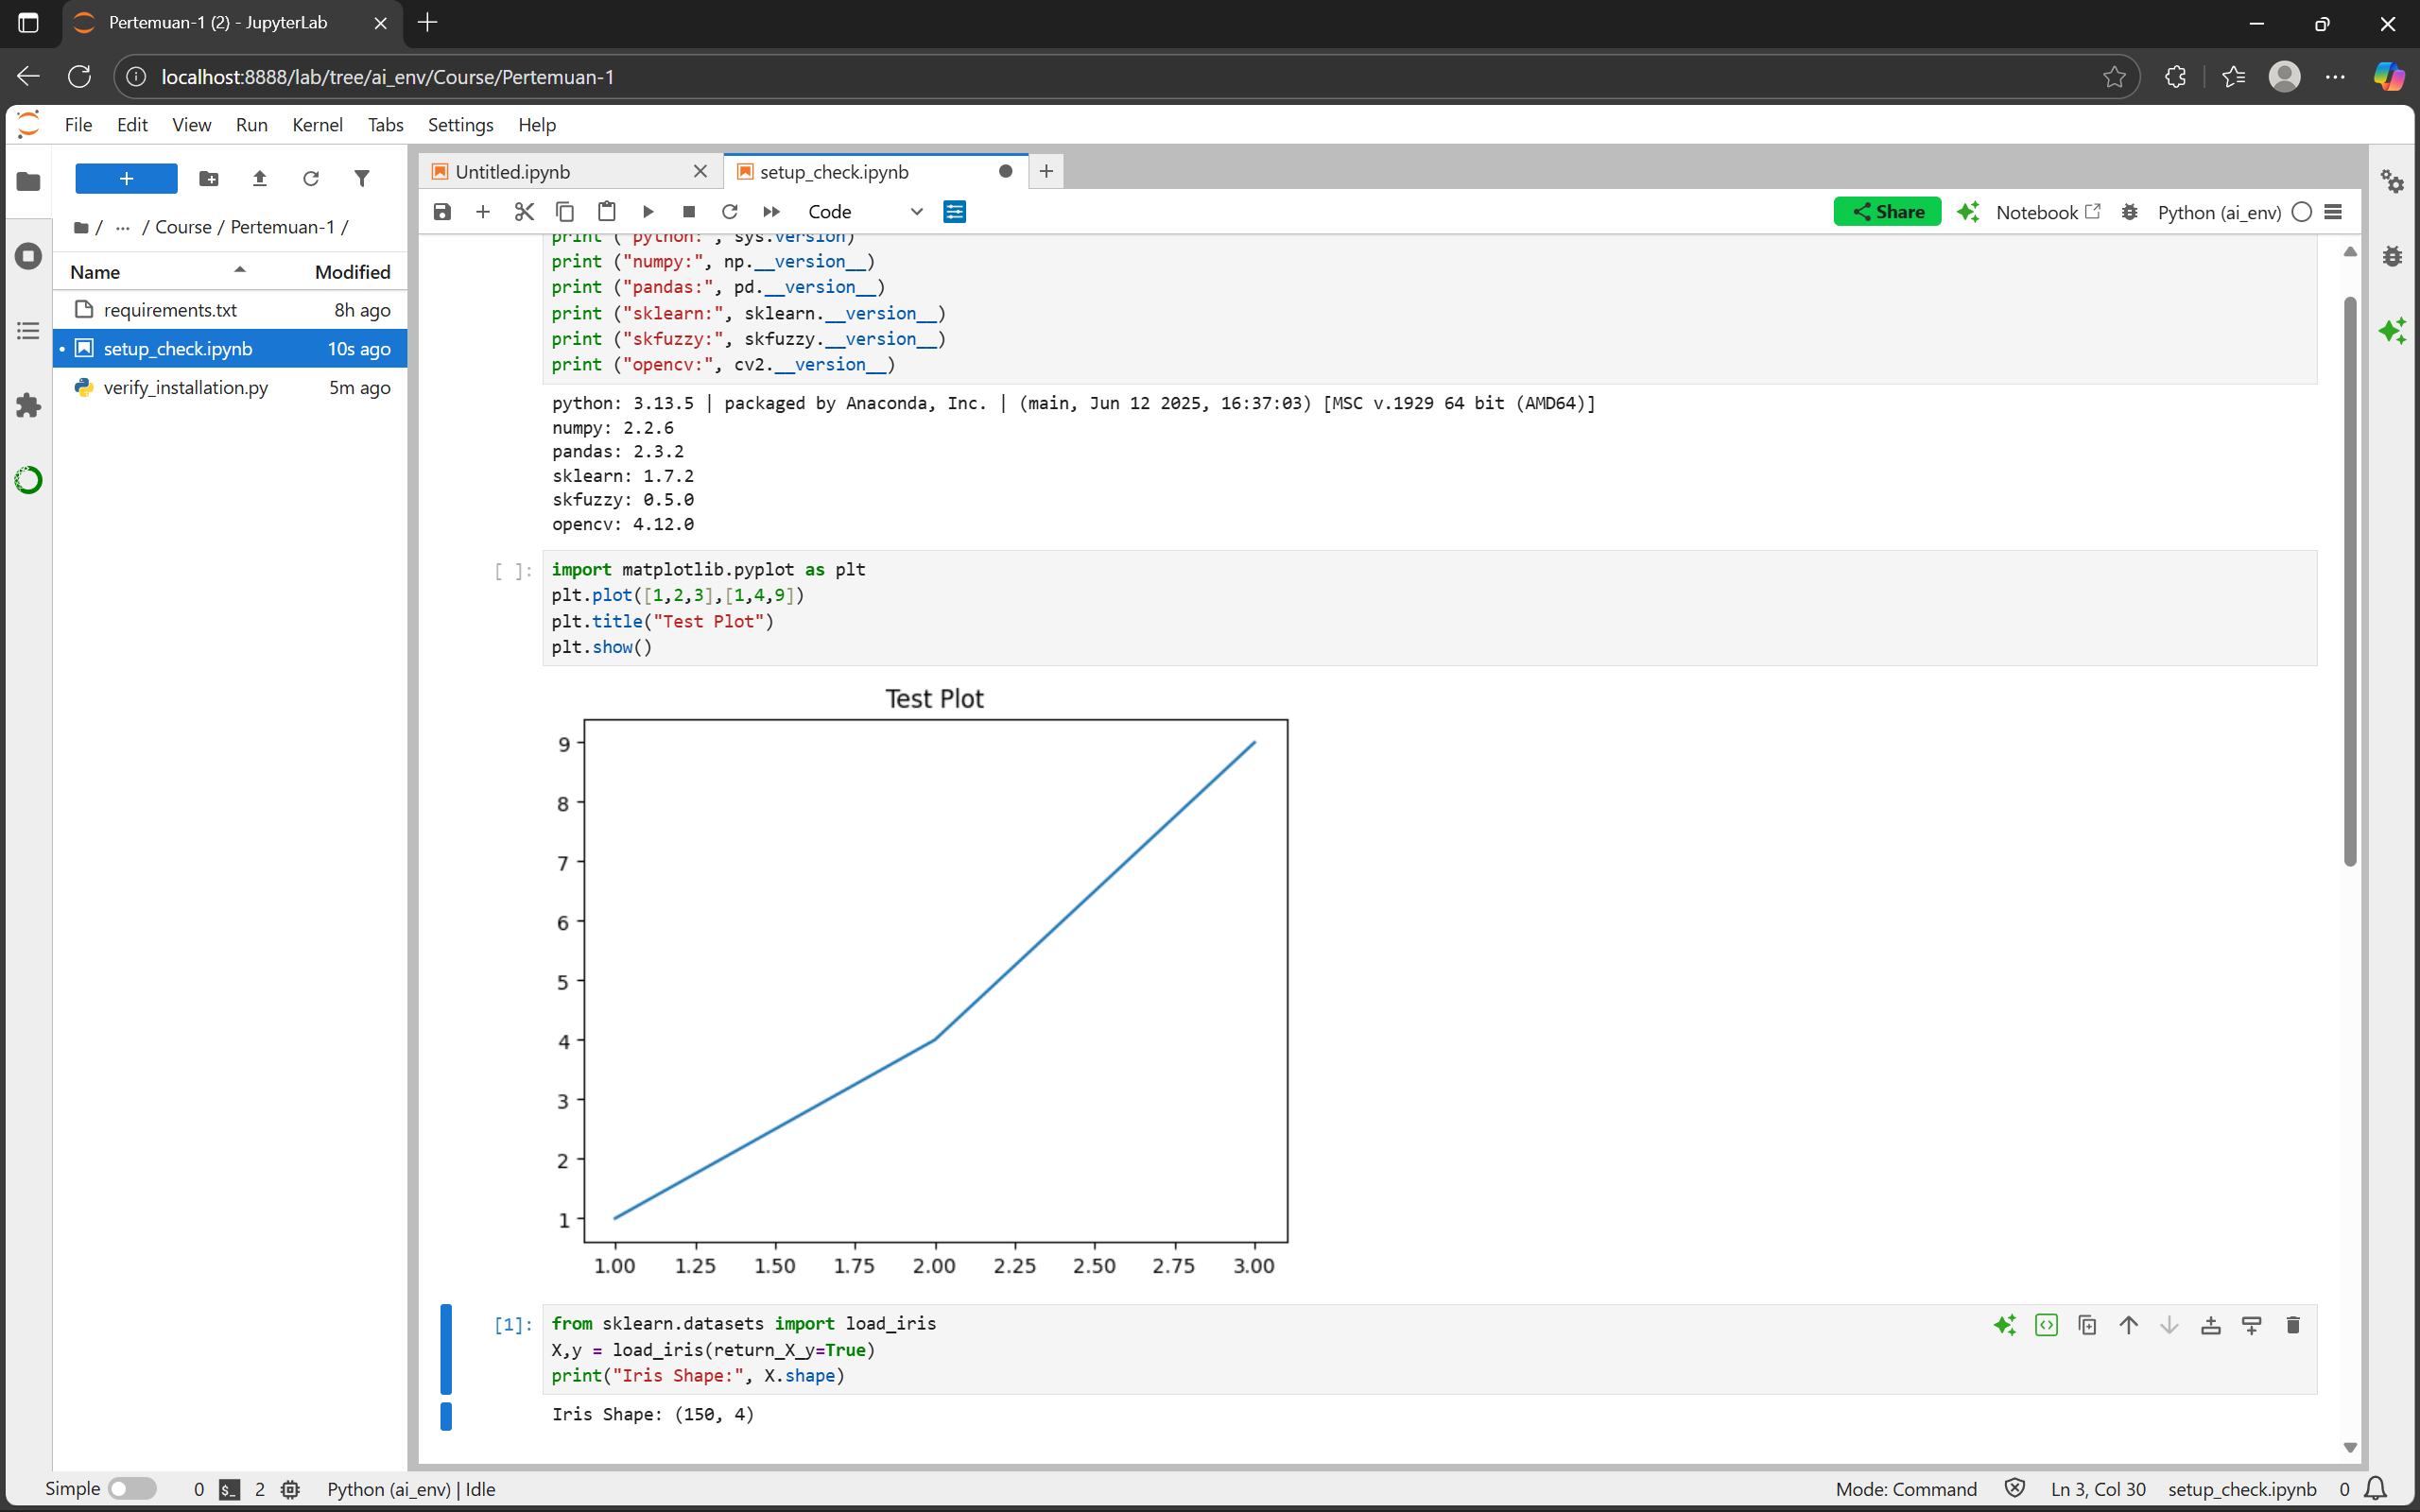 Pertemuan-1 (2) - JupyterLab
localhost:8888/lab/tree/ai_env/Course/Pertemuan-1
File Edit View Run Kernel Tabs Settings Help
/ ... / Course / Pertemuan-1 /
Name Modified
requirements.txt 8h ago
setup_check.ipynb 10s ago
verify_installation.py 5m ago
Untitled.ipynb setup_check.ipynb
Code Share Notebook Python (ai_env)
print ("python:", sys.version)
print ("numpy:", np.__version__)
print ("pandas:", pd.__version__)
print ("sklearn:", sklearn.__version__)
print ("skfuzzy:", skfuzzy.__version__)
print ("opencv:", cv2.__version__)
python: 3.13.5 | packaged by Anaconda, Inc. | (main, Jun 12 2025, 16:37:03) [MSC v.1929 64 bit (AMD64)]
numpy: 2.2.6
pandas: 2.3.2
sklearn: 1.7.2
skfuzzy: 0.5.0
opencv: 4.12.0
[ ]: import matplotlib.pyplot as plt
plt.plot([1,2,3],[1,4,9])
plt.title("Test Plot")
plt.show()
Test Plot
9
8
7
6
5
4
3
2
1
1.00 1.25 1.50 1.75 2.00 2.25 2.50 2.75 3.00
[1]: from sklearn.datasets import load_iris
X,y = load_iris(return_X_y=True)
print("Iris Shape:", X.shape)
Iris Shape: (150, 4)
Simple 0 $_ 2 Python (ai_env) | Idle Mode: Command Ln 3, Col 30 setup_check.ipynb 0